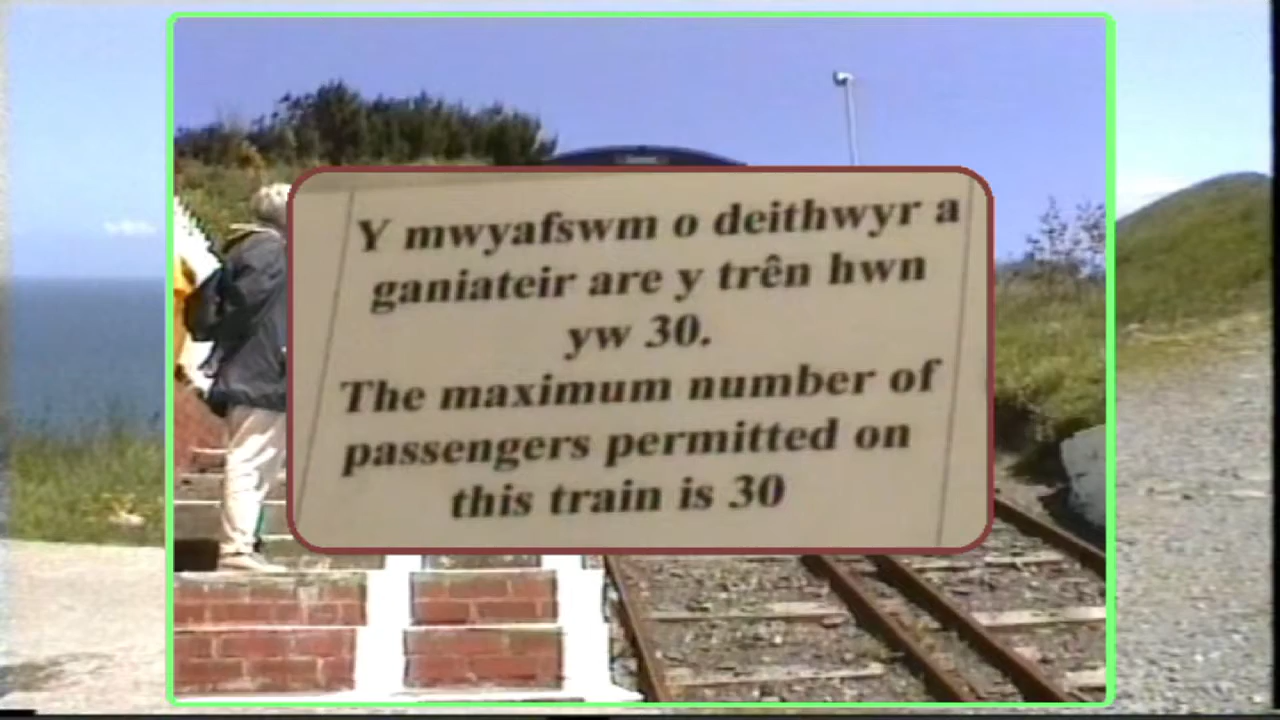 Y mwyafswm o deithwyr a
ganiateir are y trên hwn
yw 30.
The maximum number of
passengers permitted on
this train is 30